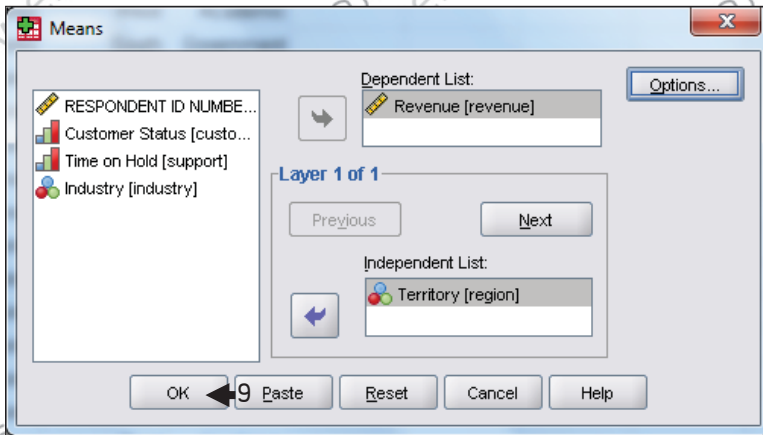 Means
Dependent List:
Options...
RESPONDENT ID NUMBE...
Revenue [revenue]
Customer Status [custo...
Time on Hold [support]
Industry [industry]
Layer 1 of 1
Previous
Next
Independent List:
Territory [region]
OK
9
Paste
Reset
Cancel
Help